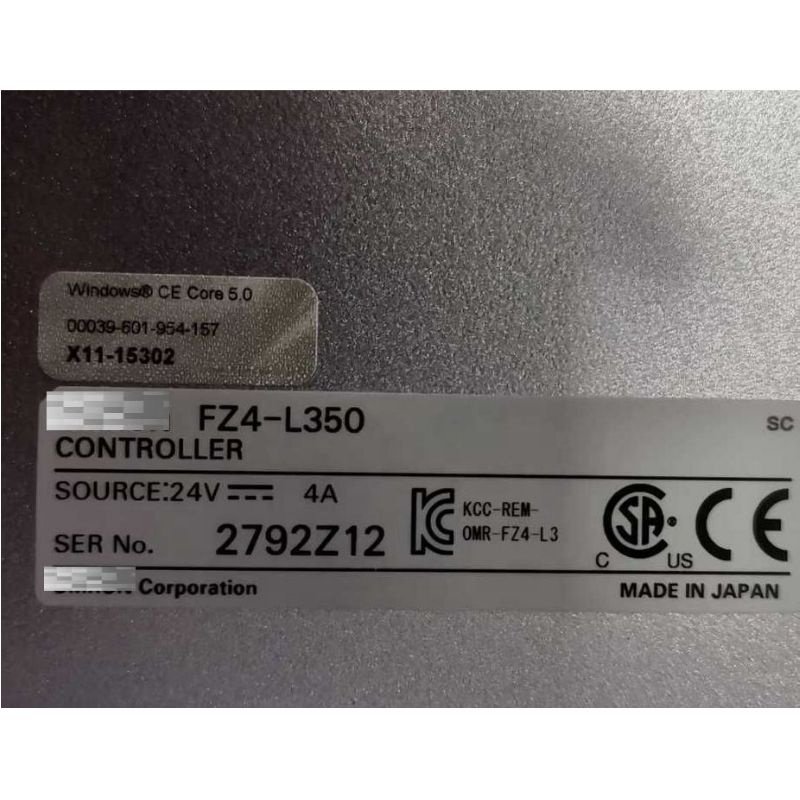 Windows® CE Core 5.0
00039-601-954-157
X11-15302
FZ4-L350
SC
CONTROLLER
SOURCE:24V ⎓ 4A
KCC-REM-
OMR-FZ4-L3
SER No. 2792Z12
C US
CE
Corporation
MADE IN JAPAN